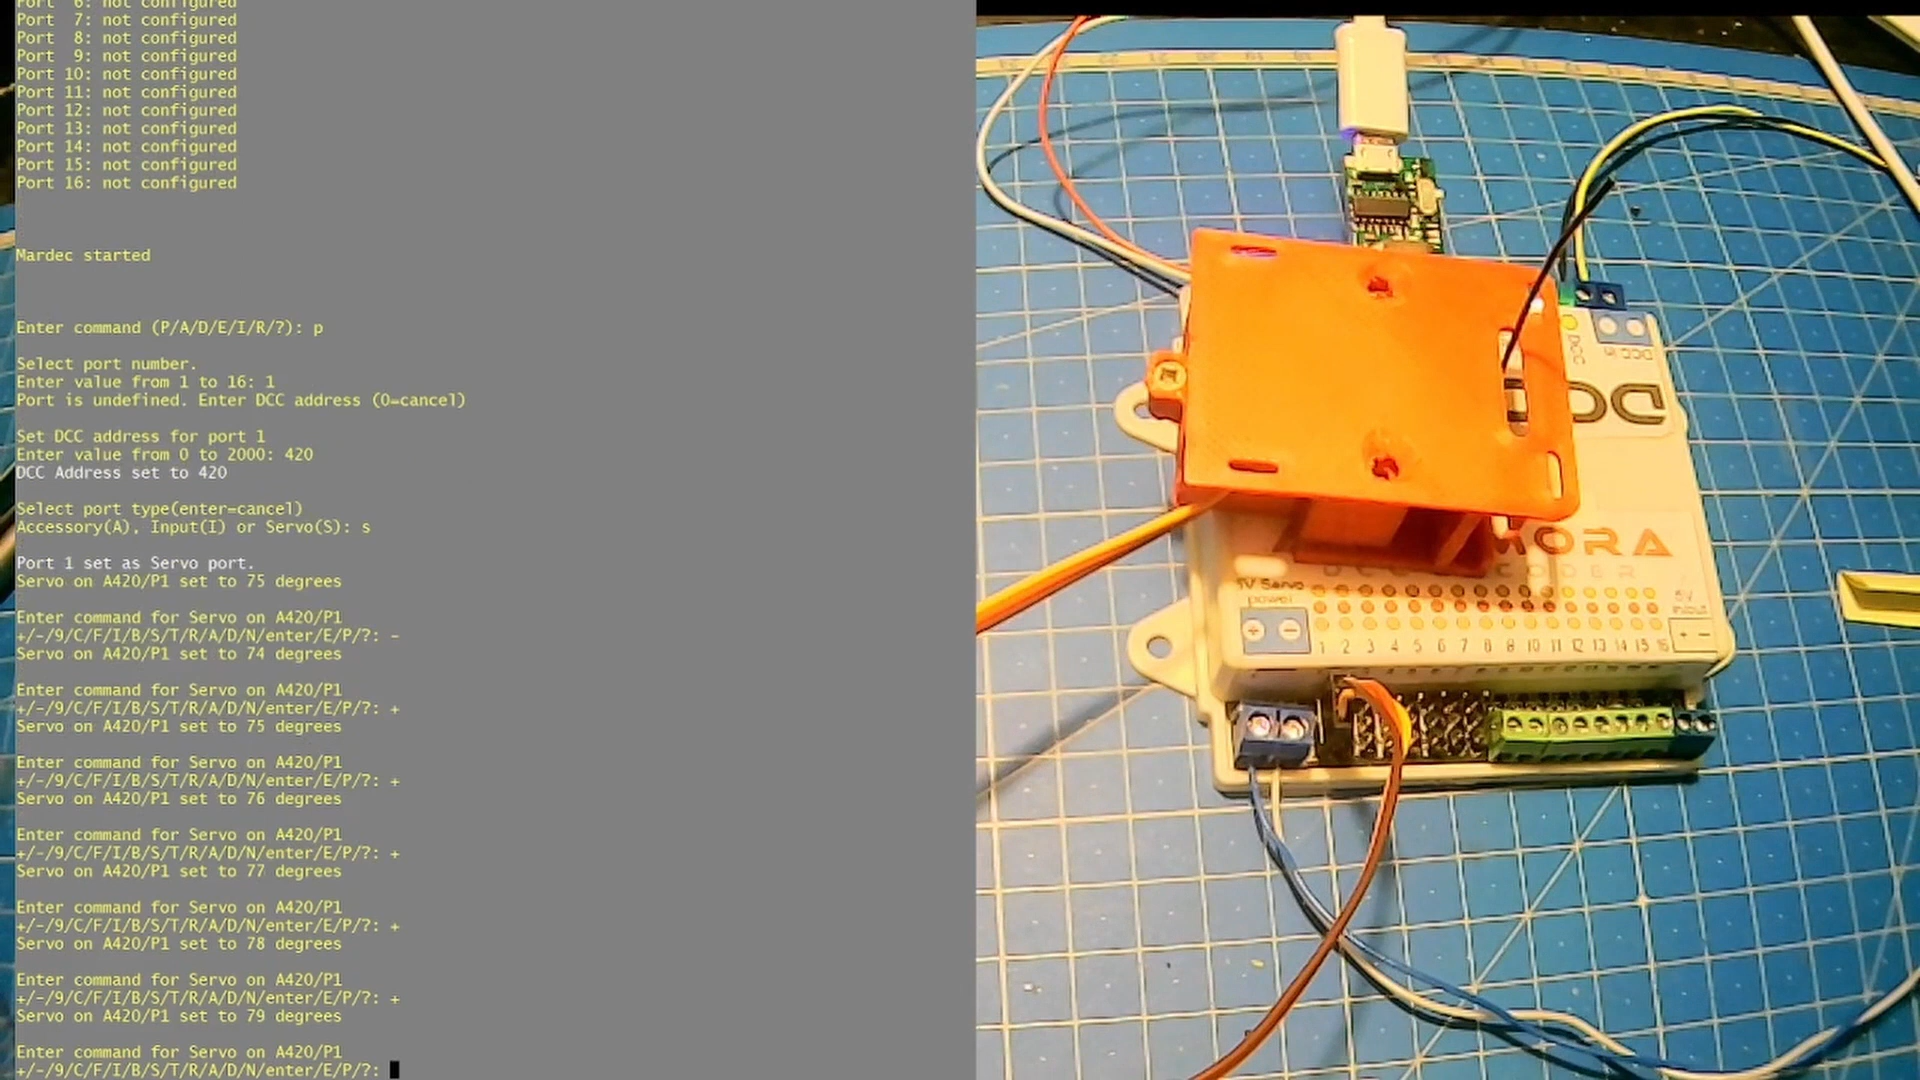 Port  6: not configured
Port  7: not configured
Port  8: not configured
Port  9: not configured
Port 10: not configured
Port 11: not configured
Port 12: not configured
Port 13: not configured
Port 14: not configured
Port 15: not configured
Port 16: not configured
Mardec started
Enter command (P/A/D/E/I/R/?): p
Select port number.
Enter value from 1 to 16: 1
Port is undefined. Enter DCC address (0=cancel)
Set DCC address for port 1
Enter value from 0 to 2000: 420
DCC Address set to 420
Select port type(enter=cancel)
Accessory(A), Input(I) or Servo(S): s
Port 1 set as Servo port.
Servo on A420/P1 set to 75 degrees
Enter command for Servo on A420/P1
+/-/9/C/F/I/B/S/T/R/A/D/N/enter/E/P/?: -
Servo on A420/P1 set to 74 degrees
Enter command for Servo on A420/P1
+/-/9/C/F/I/B/S/T/R/A/D/N/enter/E/P/?: +
Servo on A420/P1 set to 75 degrees
Enter command for Servo on A420/P1
+/-/9/C/F/I/B/S/T/R/A/D/N/enter/E/P/?: +
Servo on A420/P1 set to 76 degrees
Enter command for Servo on A420/P1
+/-/9/C/F/I/B/S/T/R/A/D/N/enter/E/P/?: +
Servo on A420/P1 set to 77 degrees
Enter command for Servo on A420/P1
+/-/9/C/F/I/B/S/T/R/A/D/N/enter/E/P/?: +
Servo on A420/P1 set to 78 degrees
Enter command for Servo on A420/P1
+/-/9/C/F/I/B/S/T/R/A/D/N/enter/E/P/?: +
Servo on A420/P1 set to 79 degrees
Enter command for Servo on A420/P1
+/-/9/C/F/I/B/S/T/R/A/D/N/enter/E/P/?:
DCC
DCC IN
Servo
power
+ -
1 2 3 4 5 6 7 8 9 10 11 12 13 14 15 16
5V
+ -